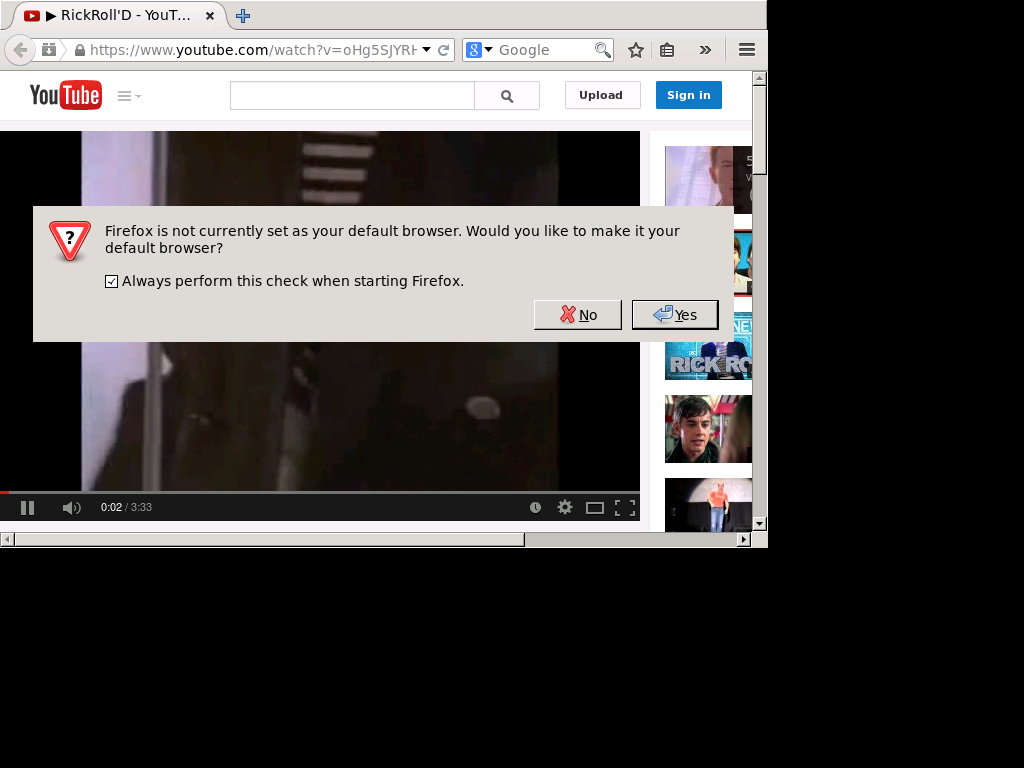 ▶ RickRoll'D - YouT...
https://www.youtube.com/watch?v=oHg5SJYRH
Google
YouTube
Upload
Sign in
Firefox is not currently set as your default browser. Would you like to make it your
default browser?
Always perform this check when starting Firefox.
No
Yes
NE
RICK RO
0:02 / 3:33